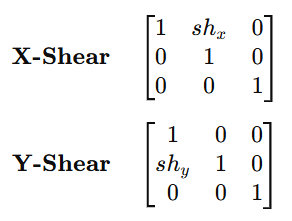 1 sh_x 0
X-Shear 0 1 0
0 0 1
1 0 0
Y-Shear sh_y 1 0
0 0 1